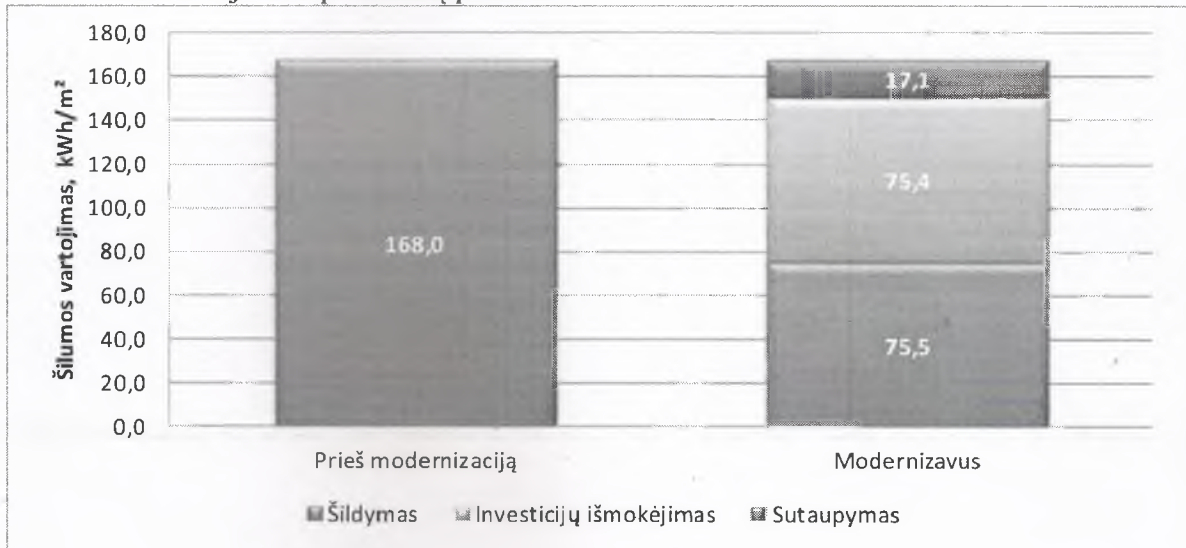 180,0
160,0
140,0
120,0
100,0
80,0
60,0
40,0
20,0
0,0
Šilumos vartojimas, kWh/m²
168,0
17,1
75,4
75,5
Prieš modernizaciją
Modernizavus
Šildymas
Investicijų išmokėjimas
Sutaupymas